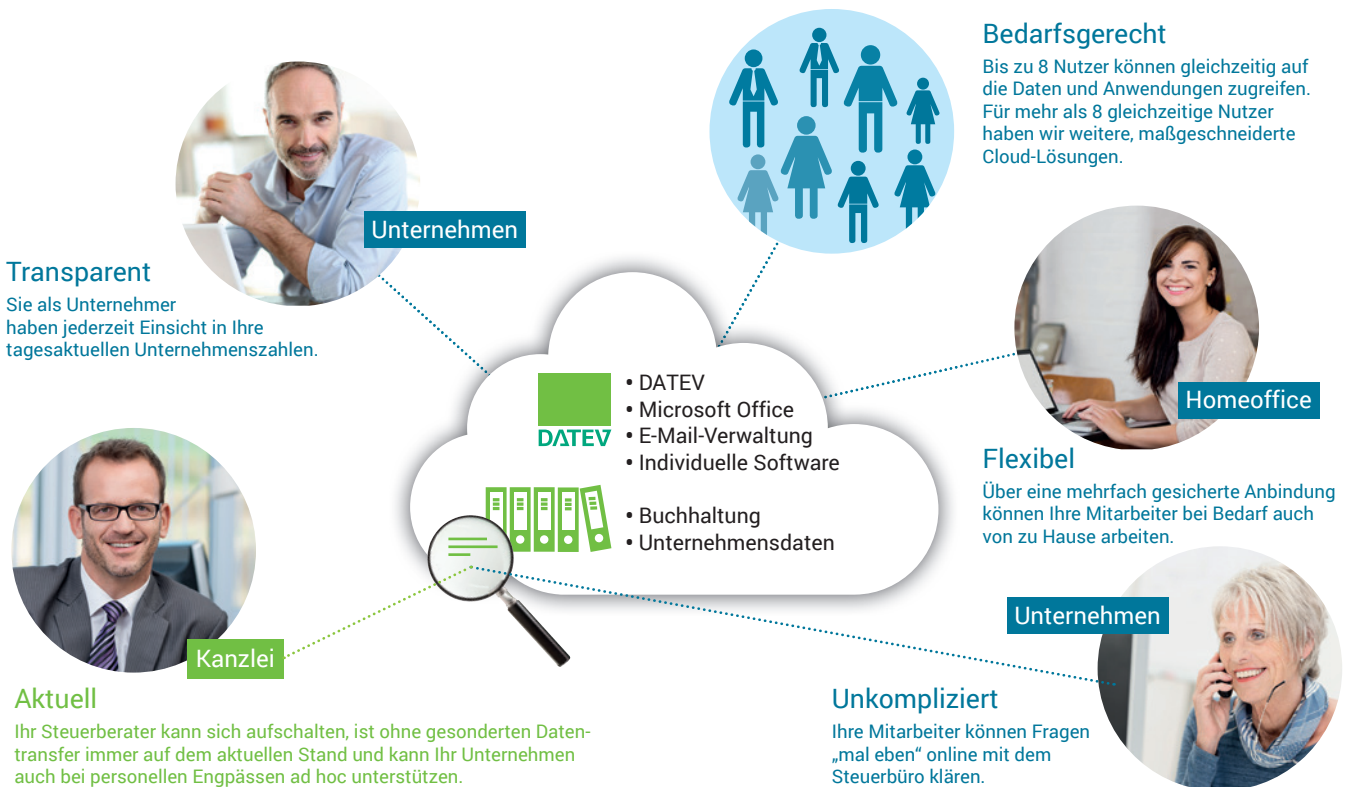 Bedarfsgerecht
Bis zu 8 Nutzer können gleichzeitig auf
die Daten und Anwendungen zugreifen.
Für mehr als 8 gleichzeitige Nutzer
haben wir weitere, maßgeschneiderte
Cloud-Lösungen.
Unternehmen
Transparent
Sie als Unternehmer
haben jederzeit Einsicht in Ihre
tagesaktuellen Unternehmenszahlen.
DATEV
• DATEV
• Microsoft Office
• E-Mail-Verwaltung
• Individuelle Software
• Buchhaltung
• Unternehmensdaten
Homeoffice
Flexibel
Über eine mehrfach gesicherte Anbindung
können Ihre Mitarbeiter bei Bedarf auch
von zu Hause arbeiten.
Kanzlei
Aktuell
Ihr Steuerberater kann sich aufschalten, ist ohne gesonderten Daten-
transfer immer auf dem aktuellen Stand und kann Ihr Unternehmen
auch bei personellen Engpässen ad hoc unterstützen.
Unternehmen
Unkompliziert
Ihre Mitarbeiter können Fragen
„mal eben“ online mit dem
Steuerbüro klären.